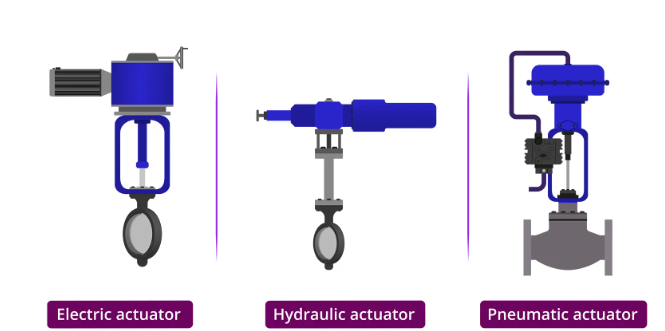 Electric actuator
Hydraulic actuator
Pneumatic actuator